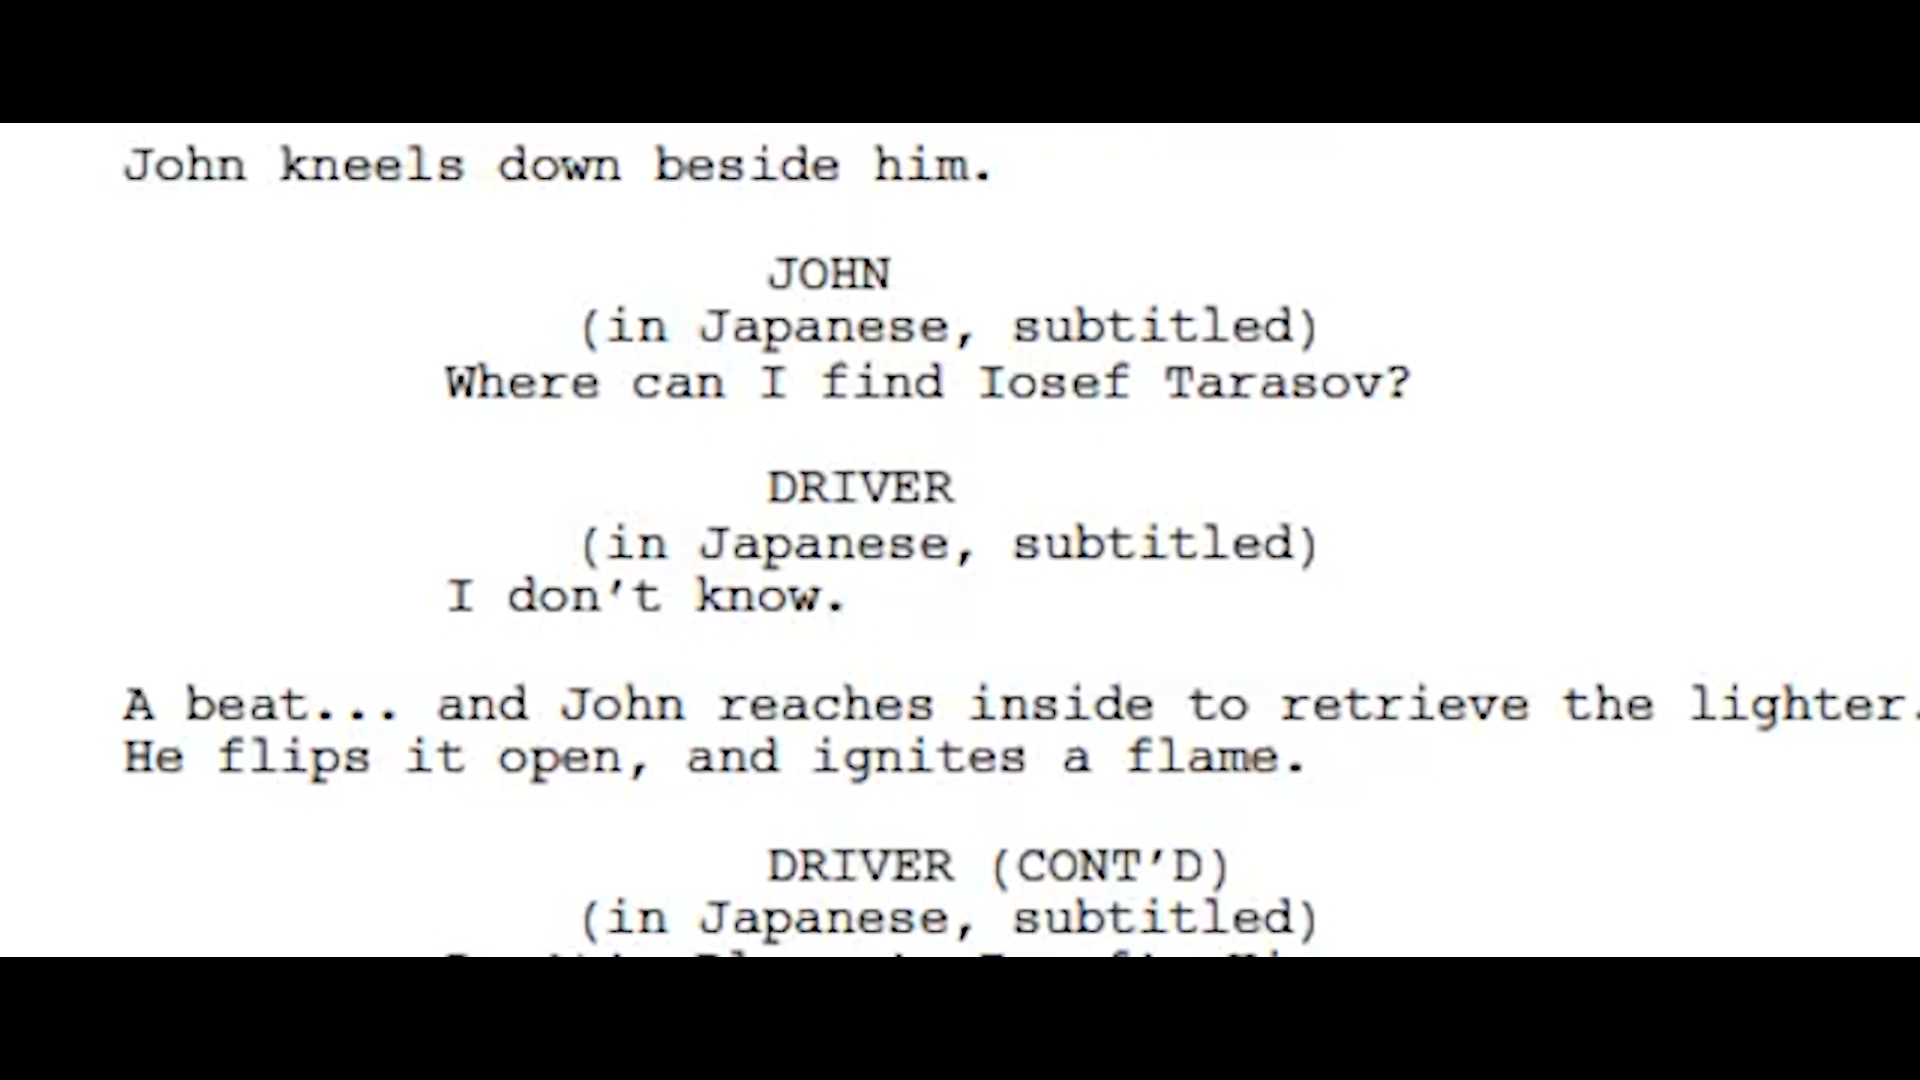 John kneels down beside him.
JOHN
(in Japanese, subtitled)
Where can I find Iosef Tarasov?
DRIVER
(in Japanese, subtitled)
I don't know.
A beat... and John reaches inside to retrieve the lighter.
He flips it open, and ignites a flame.
DRIVER (CONT'D)
(in Japanese, subtitled)